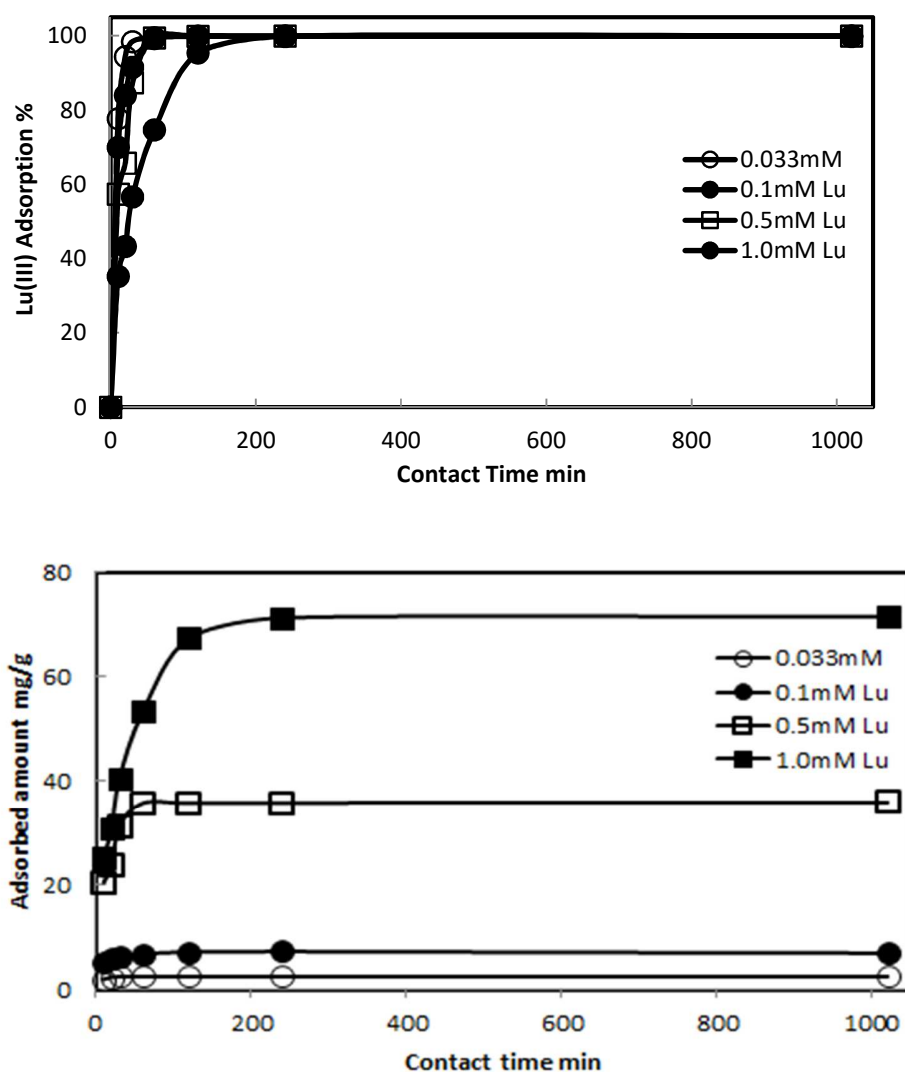 Lu(III) Adsorption %
100
80
60
40
20
0
0.033mM
0.1mM Lu
0.5mM Lu
1.0mM Lu
0 200 400 600 800 1000
Contact Time min
Adsorbed amount mg/g
80
60
40
20
0
0.033mM
0.1mM Lu
0.5mM Lu
1.0mM Lu
0 200 400 600 800 1000
Contact time min